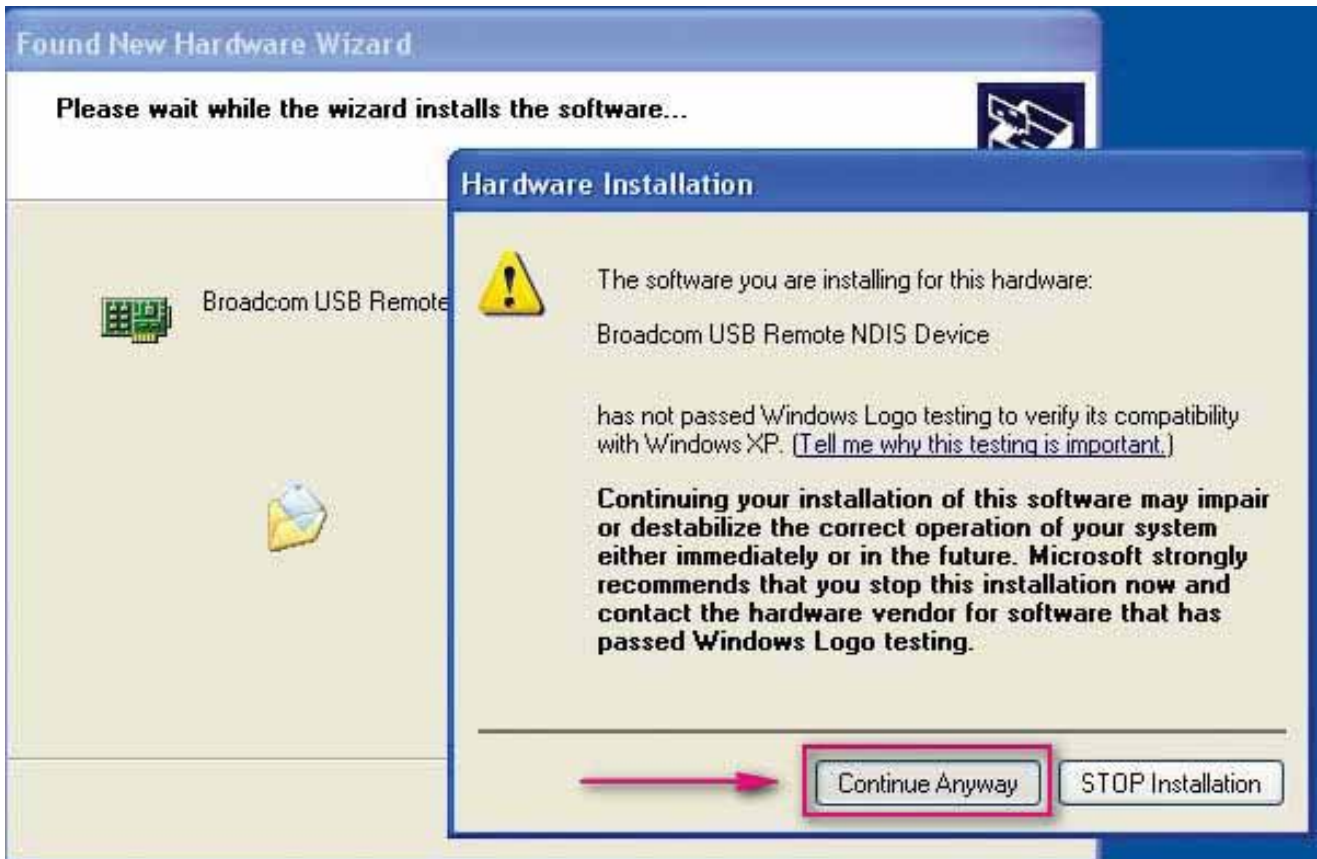 Found New Hardware Wizard
Please wait while the wizard installs the software...
Hardware Installation
Broadcom USB Remote
The software you are installing for this hardware:
Broadcom USB Remote NDIS Device
has not passed Windows Logo testing to verify its compatibility
with Windows XP. (Tell me why this testing is important.)
Continuing your installation of this software may impair
or destabilize the correct operation of your system
either immediately or in the future. Microsoft strongly
recommends that you stop this installation now and
contact the hardware vendor for software that has
passed Windows Logo testing.
Continue Anyway
STOP Installation